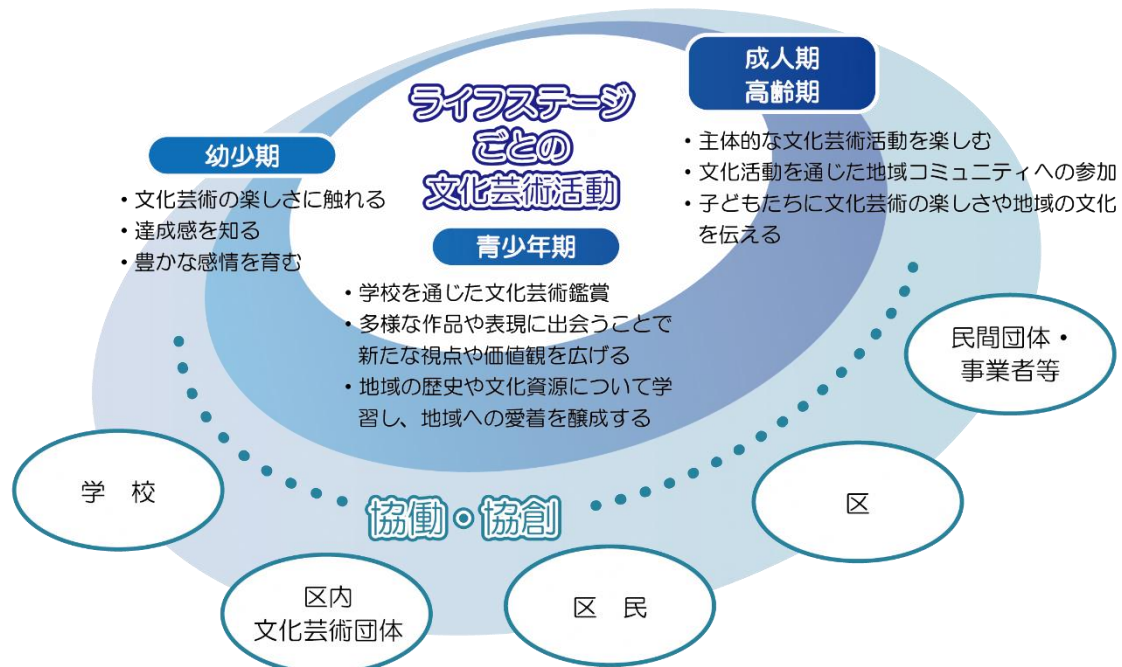 ライフステージ
ごとの
文化芸術活動
幼少期
・文化芸術の楽しさに触れる
・達成感を知る
・豊かな感情を育む
青少年期
・学校を通じた文化芸術鑑賞
・多様な作品や表現に出会うことで
新たな視点や価値観を広げる
・地域の歴史や文化資源について学
習し、地域への愛着を醸成する
成人期
高齢期
・主体的な文化芸術活動を楽しむ
・文化活動を通じた地域コミュニティへの参加
・子どもたちに文化芸術の楽しさや地域の文化
を伝える
協働・協創
学 校
区内
文化芸術団体
区 民
区
民間団体・
事業者等